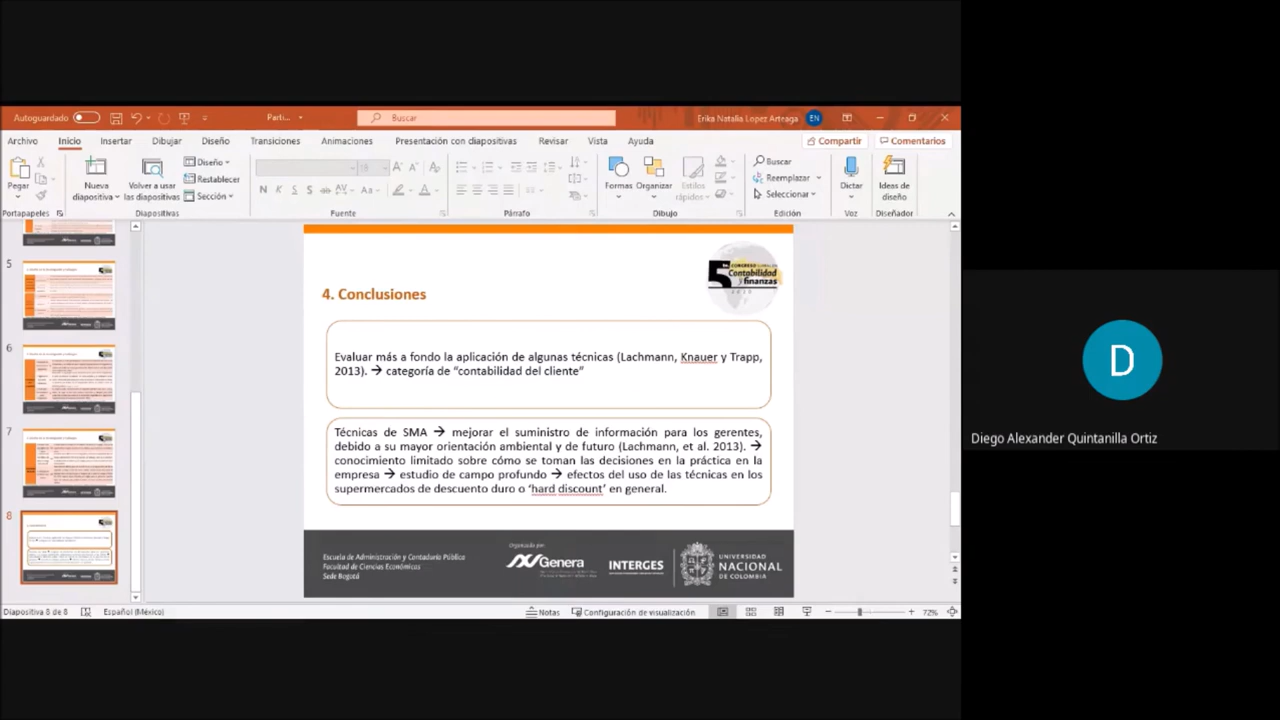 Autoguardado
Parti...
Buscar
Erika Natalia Lopez Arteaga
EN
Archivo
Inicio
Insertar
Dibujar
Diseño
Transiciones
Animaciones
Presentación con diapositivas
Revisar
Vista
Ayuda
Compartir
Comentarios
Pegar
Nueva
diapositiva
Volver a usar
las diapositivas
Diseño
Restablecer
Sección
Formas
Organizar
Estilos
rápidos
Buscar
Reemplazar
Seleccionar
Dictar
Ideas de
diseño
Portapapeles
Diapositivas
Fuente
Párrafo
Dibujo
Edición
Voz
Diseñador
5
6
7
8
5
CONGRESO
Contabilidad
y finanzas
4. Conclusiones
Evaluar más a fondo la aplicación de algunas técnicas (Lachmann, Knauer y Trapp,
2013). → categoría de “contabilidad del cliente”
Técnicas de SMA → mejorar el suministro de información para los gerentes,
debido a su mayor orientación ambiental y de futuro (Lachmann, et al. 2013). →
conocimiento limitado sobre cómo se toman las decisiones en la práctica en la
empresa → estudio de campo profundo → efectos del uso de las técnicas en los
supermercados de descuento duro o ‘hard discount’ en general.
Escuela de Administración y Contaduría Pública
Facultad de Ciencias Económicas
Sede Bogotá
Organizado por:
Genera
INTERGES
UNIVERSIDAD
NACIONAL
DE COLOMBIA
Diapositiva 8 de 8
Español (México)
Notas
Configuración de visualización
72%
D
Diego Alexander Quintanilla Ortiz